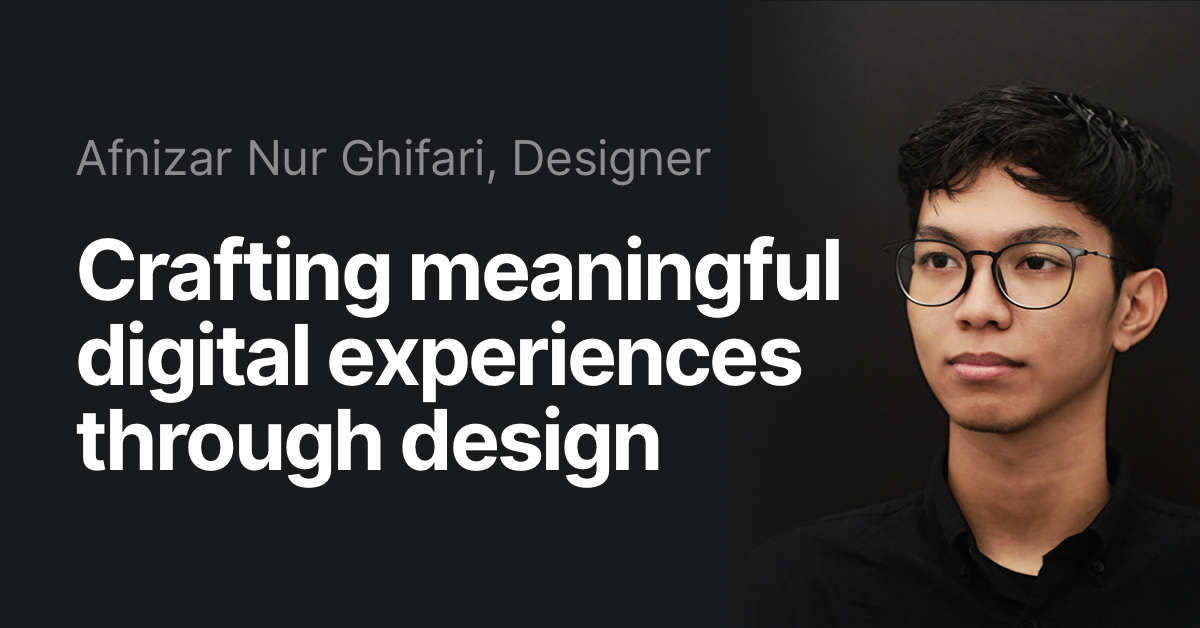 Afnizar Nur Ghifari, Designer
Crafting meaningful
digital experiences
through design